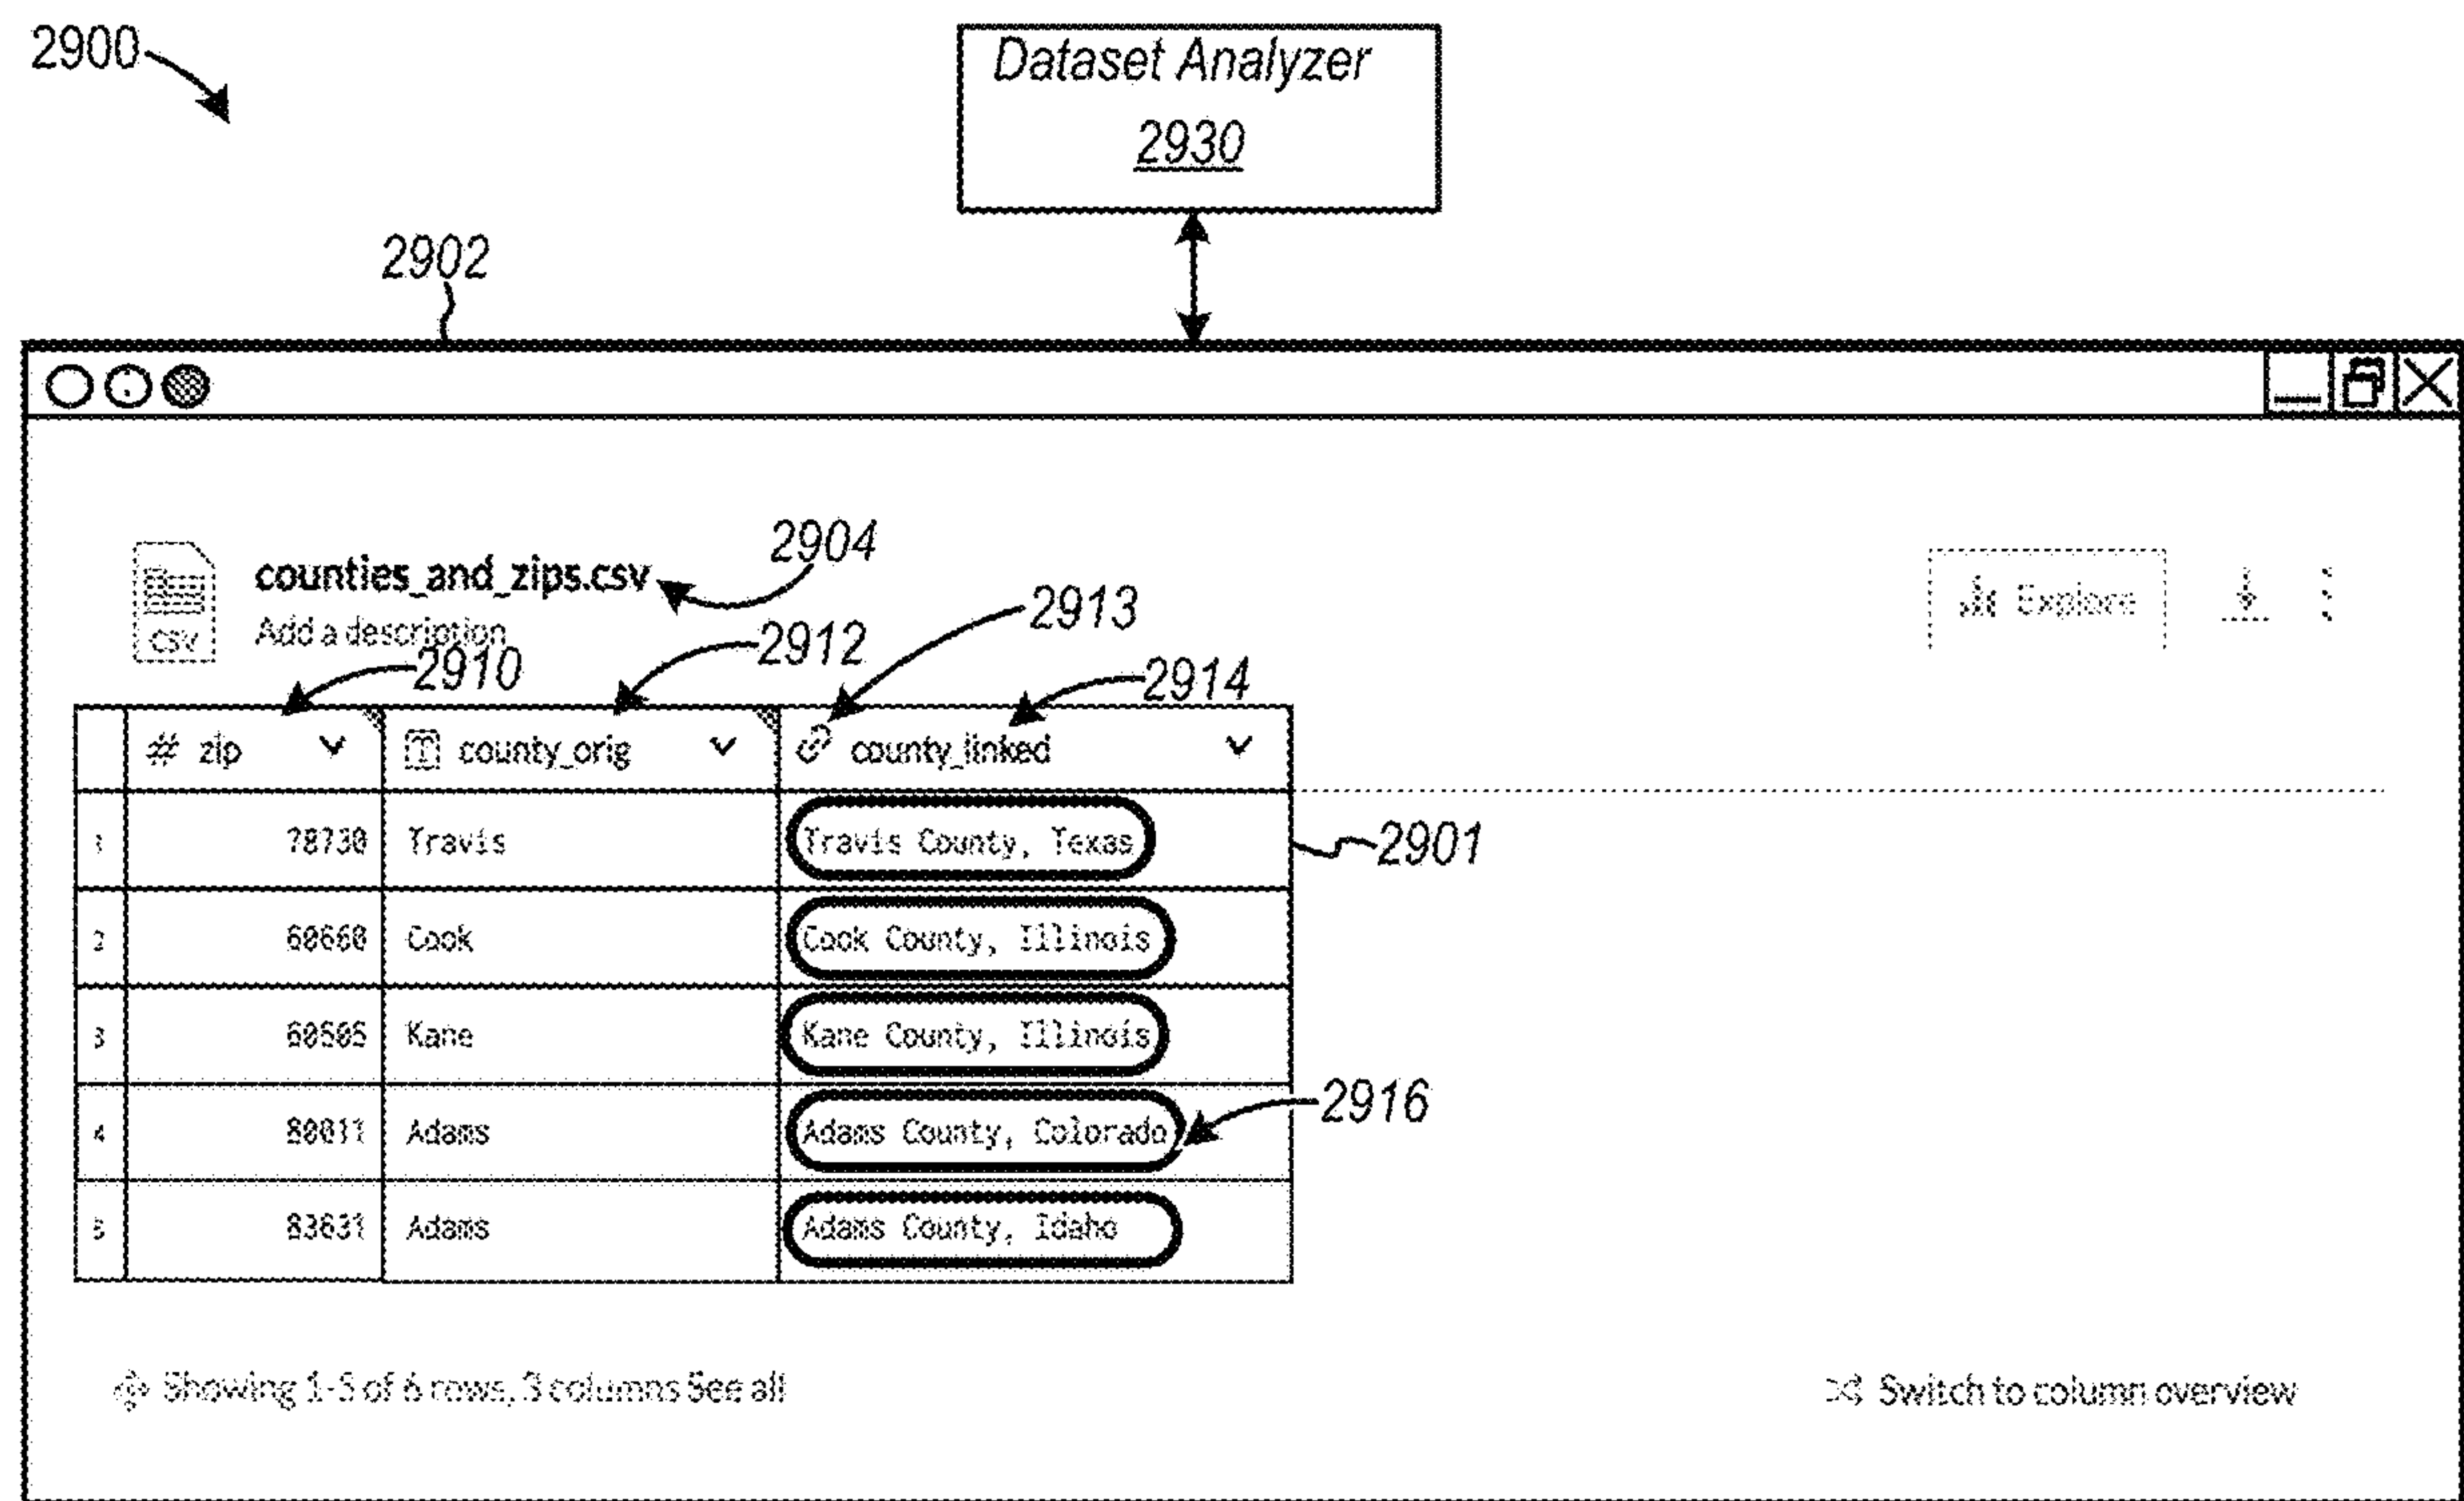 2900
Dataset Analyzer
2930
2902
2904
counties_and_zips.csv
2913
CSV
Add a description
2912
2910
2914
# zip county_orig county_linked
1 78730 Travis Travis County, Texas
2901
2 60660 Cook Cook County, Illinois
3 60505 Kane Kane County, Illinois
2916
4 80011 Adams Adams County, Colorado
5 83631 Adams Adams County, Idaho
Explore
Showing 1-5 of 6 rows, 3 columns See all
Switch to column overview